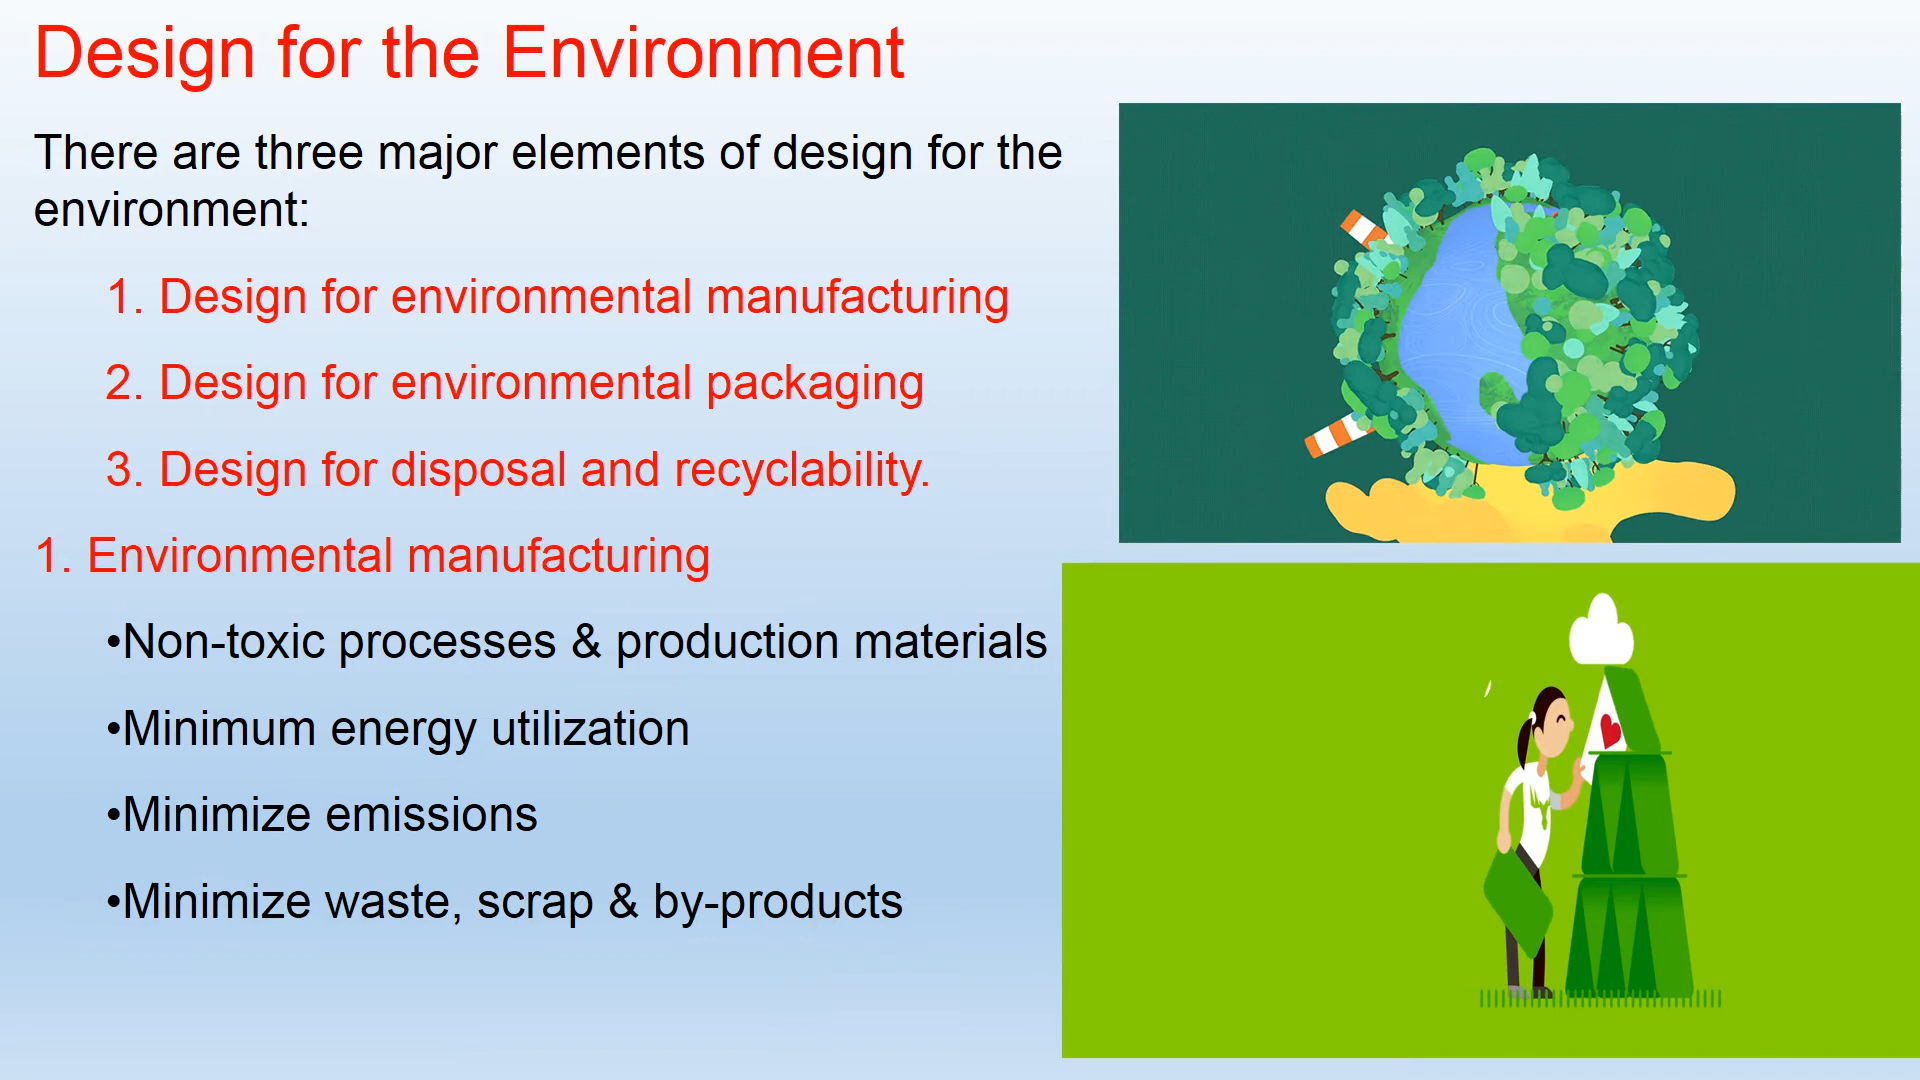 Design for the Environment
There are three major elements of design for the
environment:
1. Design for environmental manufacturing
2. Design for environmental packaging
3. Design for disposal and recyclability.
1. Environmental manufacturing
•Non-toxic processes & production materials
•Minimum energy utilization
•Minimize emissions
•Minimize waste, scrap & by-products